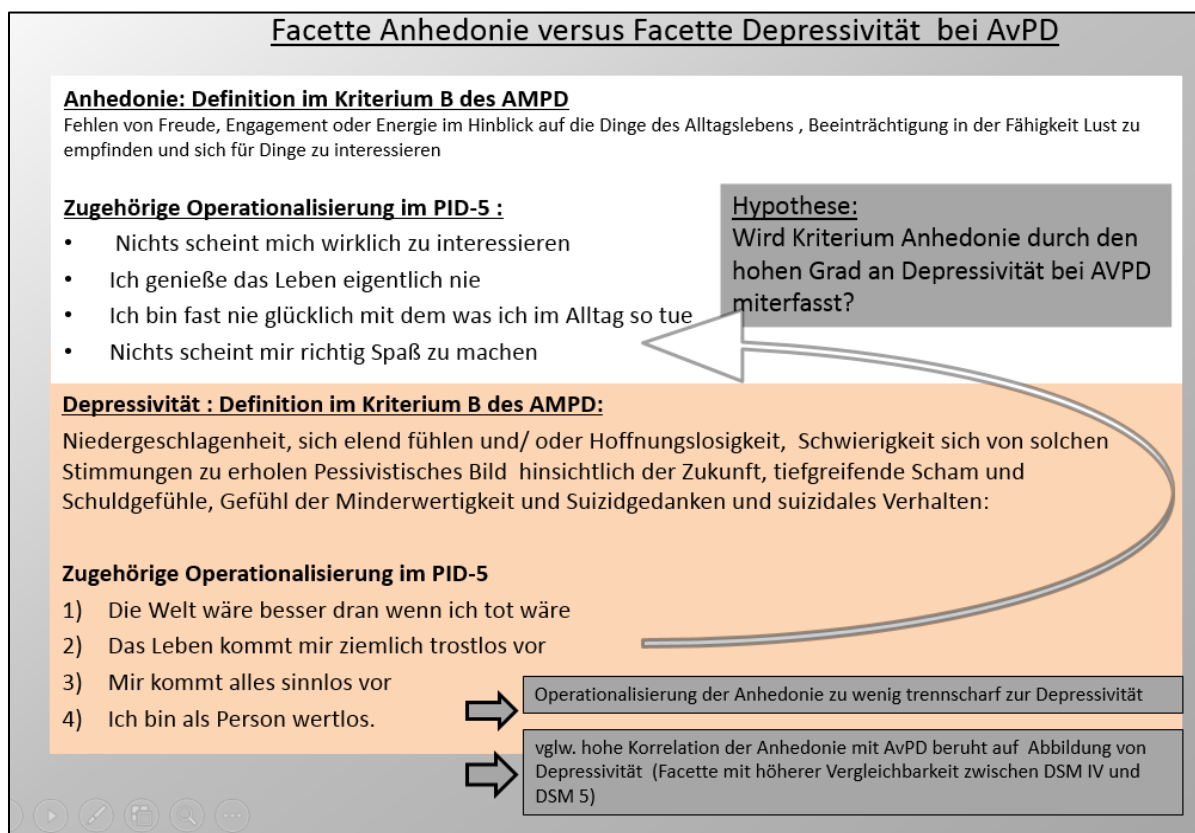 Facette Anhedonie versus Facette Depressivität bei AvPD
Anhedonie: Definition im Kriterium B des AMPD
Fehlen von Freude, Engagement oder Energie im Hinblick auf die Dinge des Alltagslebens , Beeinträchtigung in der Fähigkeit Lust zu
empfinden und sich für Dinge zu interessieren
Zugehörige Operationalisierung im PID-5 :
• Nichts scheint mich wirklich zu interessieren
• Ich genieße das Leben eigentlich nie
• Ich bin fast nie glücklich mit dem was ich im Alltag so tue
• Nichts scheint mir richtig Spaß zu machen
Hypothese:
Wird Kriterium Anhedonie durch den
hohen Grad an Depressivität bei AVPD
miterfasst?
Depressivität : Definition im Kriterium B des AMPD:
Niedergeschlagenheit, sich elend fühlen und/ oder Hoffnungslosigkeit, Schwierigkeit sich von solchen
Stimmungen zu erholen Pessivistisches Bild hinsichtlich der Zukunft, tiefgreifende Scham und
Schuldgefühle, Gefühl der Minderwertigkeit und Suizidgedanken und suizidales Verhalten:
Zugehörige Operationalisierung im PID-5
1) Die Welt wäre besser dran wenn ich tot wäre
2) Das Leben kommt mir ziemlich trostlos vor
3) Mir kommt alles sinnlos vor
4) Ich bin als Person wertlos.
Operationalisierung der Anhedonie zu wenig trennscharf zur Depressivität
vglw. hohe Korrelation der Anhedonie mit AvPD beruht auf Abbildung von
Depressivität (Facette mit höherer Vergleichbarkeit zwischen DSM IV und
DSM 5)